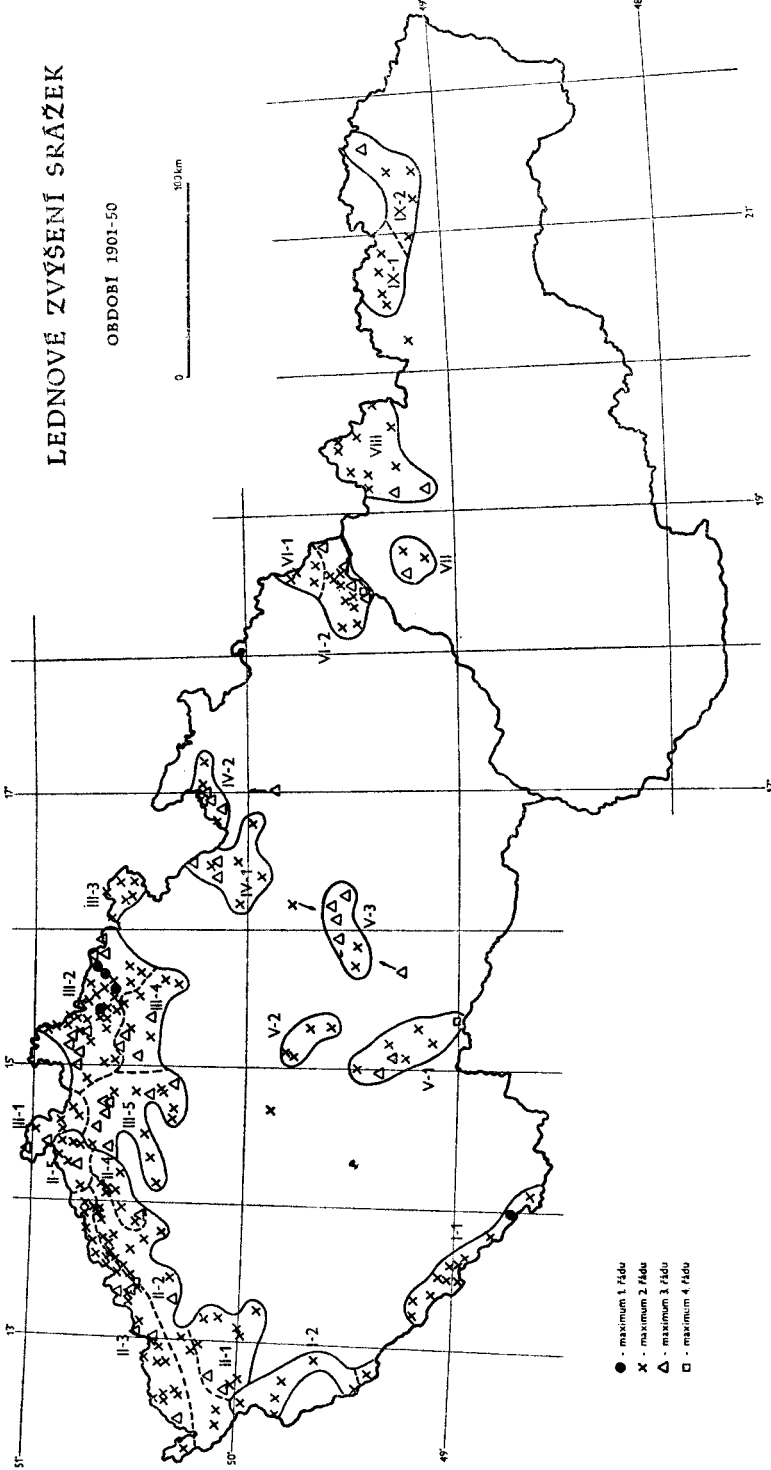 LEDNOVÉ ZVÝŠENÍ SRÁŽEK
OBDOBÍ 1901-50
0
100km
17°
15°
13°
51°
50°
49°
49°
48°
21°
19°
17°
III-1
III-2
III-3
III-4
III-5
II-5
II-4
II-3
II-2
II-1
I-2
I-1
IV-1
IV-2
V-1
V-2
V-3
VI-1
VI-2
VII
VIII
IX-1
IX-2
● - maximum 1. řádu
x - maximum 2. řádu
△ - maximum 3. řádu
□ - maximum 4. řádu